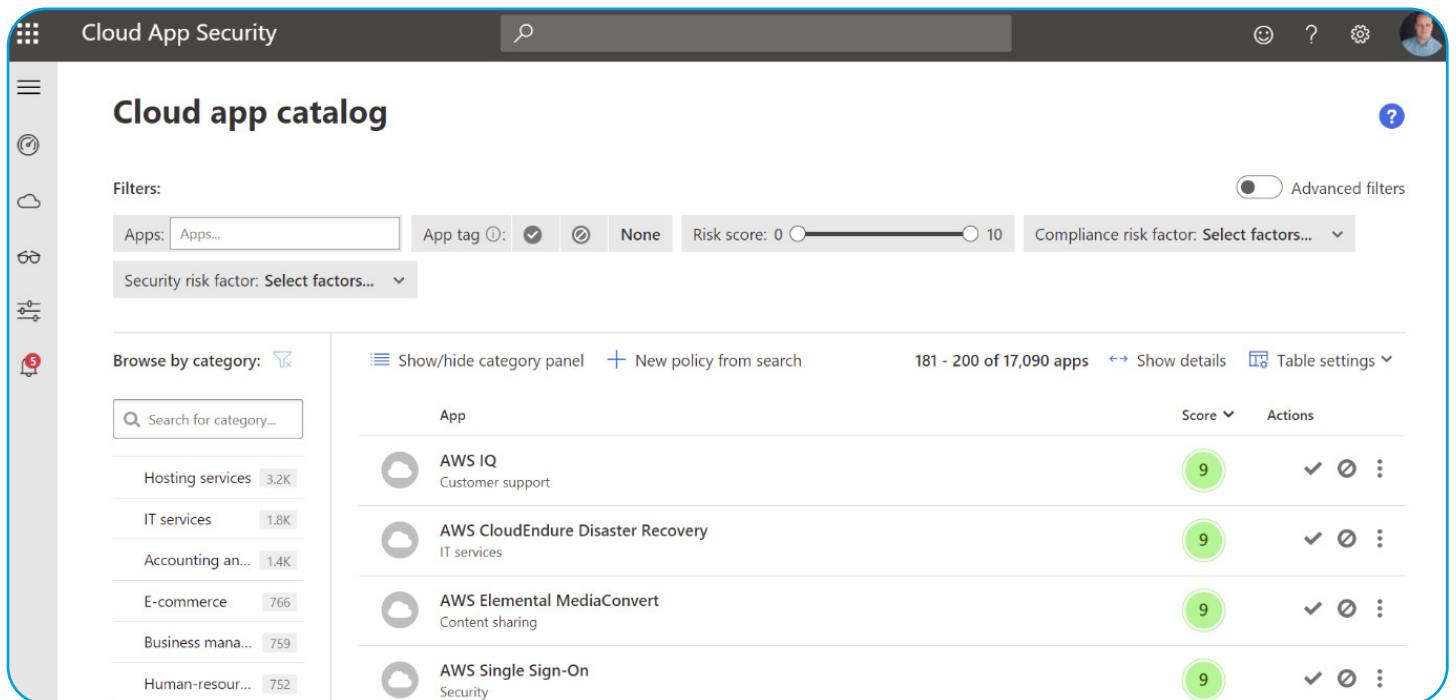 Cloud App Security
Cloud app catalog
?
Filters:
Advanced filters
Apps: Apps...
App tag ⓘ: None
Risk score: 0 10
Compliance risk factor: Select factors...
Security risk factor: Select factors...
Browse by category:
Show/hide category panel
+ New policy from search
181 - 200 of 17,090 apps
Show details
Table settings
Search for category...
Hosting services 3.2K
IT services 1.8K
Accounting an... 1.4K
E-commerce 766
Business mana... 759
Human-resour... 752
App Score Actions
AWS IQ
Customer support
9
AWS CloudEndure Disaster Recovery
IT services
9
AWS Elemental MediaConvert
Content sharing
9
AWS Single Sign-On
Security
9
5